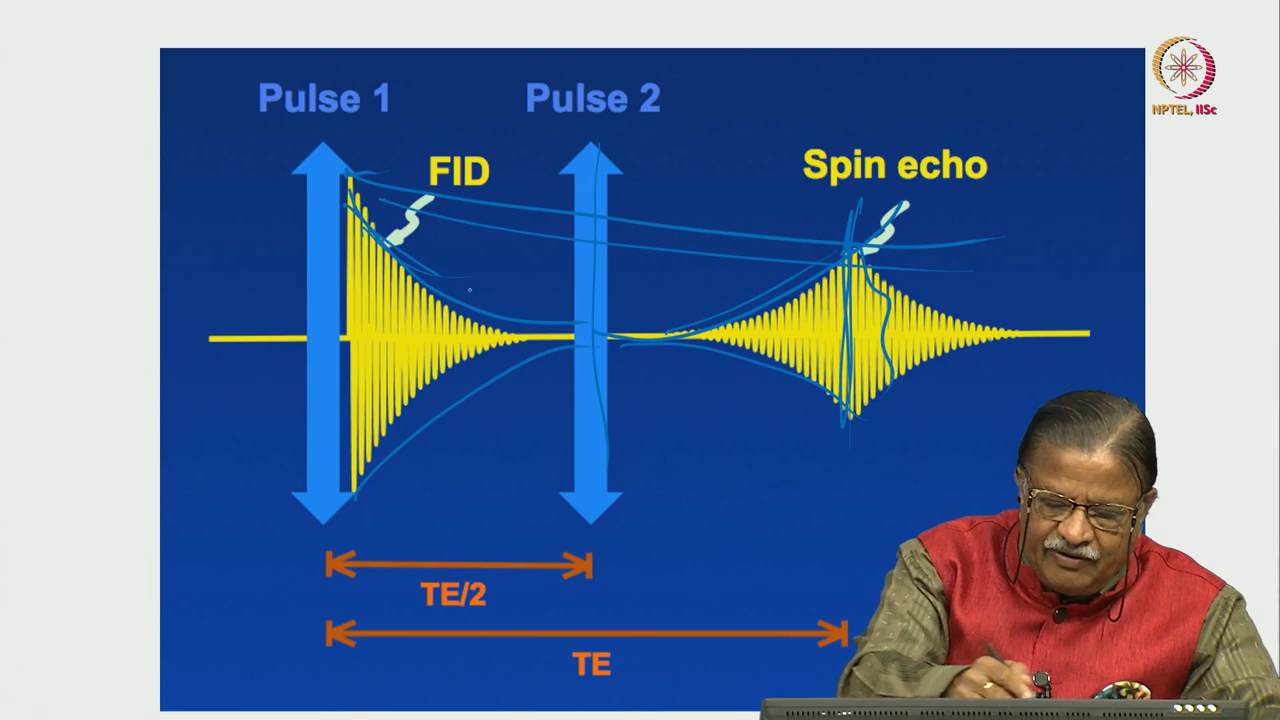 Pulse 1
Pulse 2
NPTEL, IISc
FID
Spin echo
TE/2
TE